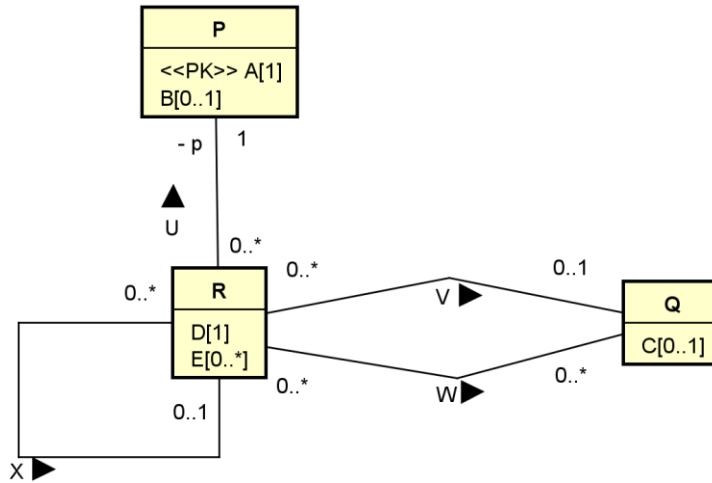 P
<<PK>> A[1]
B[0..1]
- p 1
U
0..*
0..* R 0..* 0..1
V
Q
D[1]
E[0..*]
C[0..1]
0..1 0..* W 0..*
X